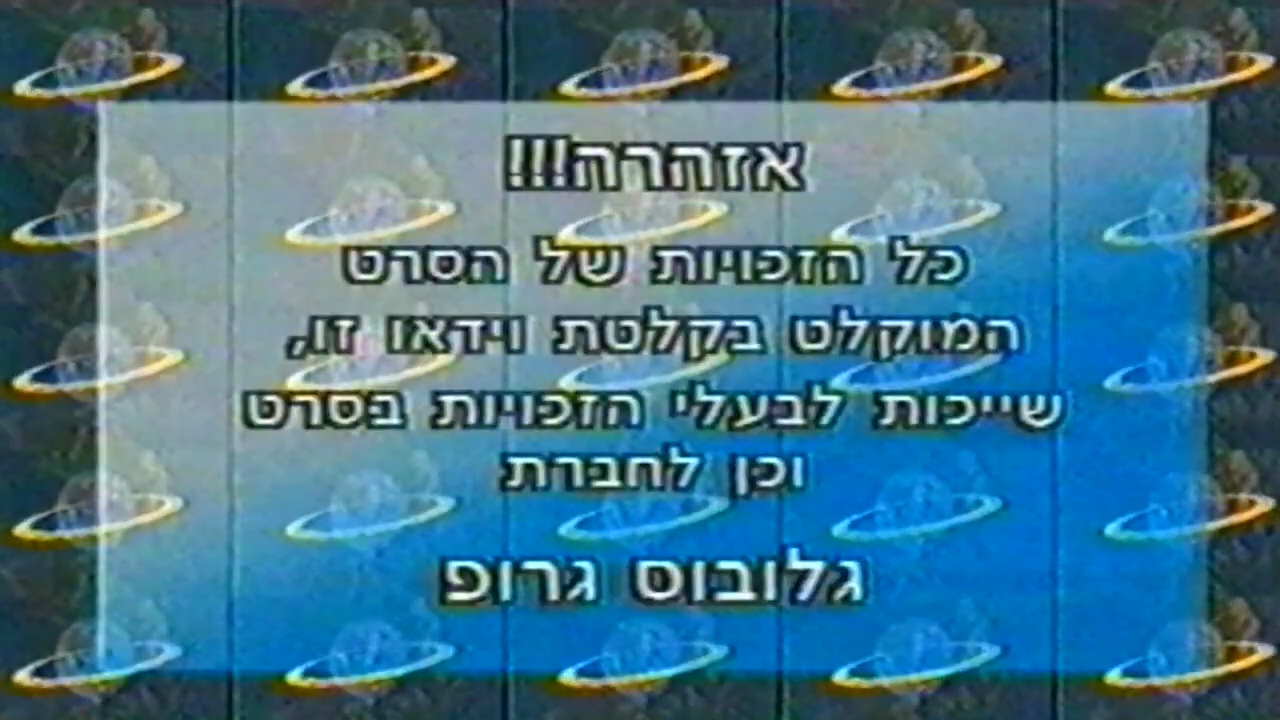 אזהרה!!!
כל הזכויות של הסרט
המוקלט בקלטת וידאו זו,
שייכות לבעלי הזכויות בסרט
וכן לחברת
גלובוס גרופ